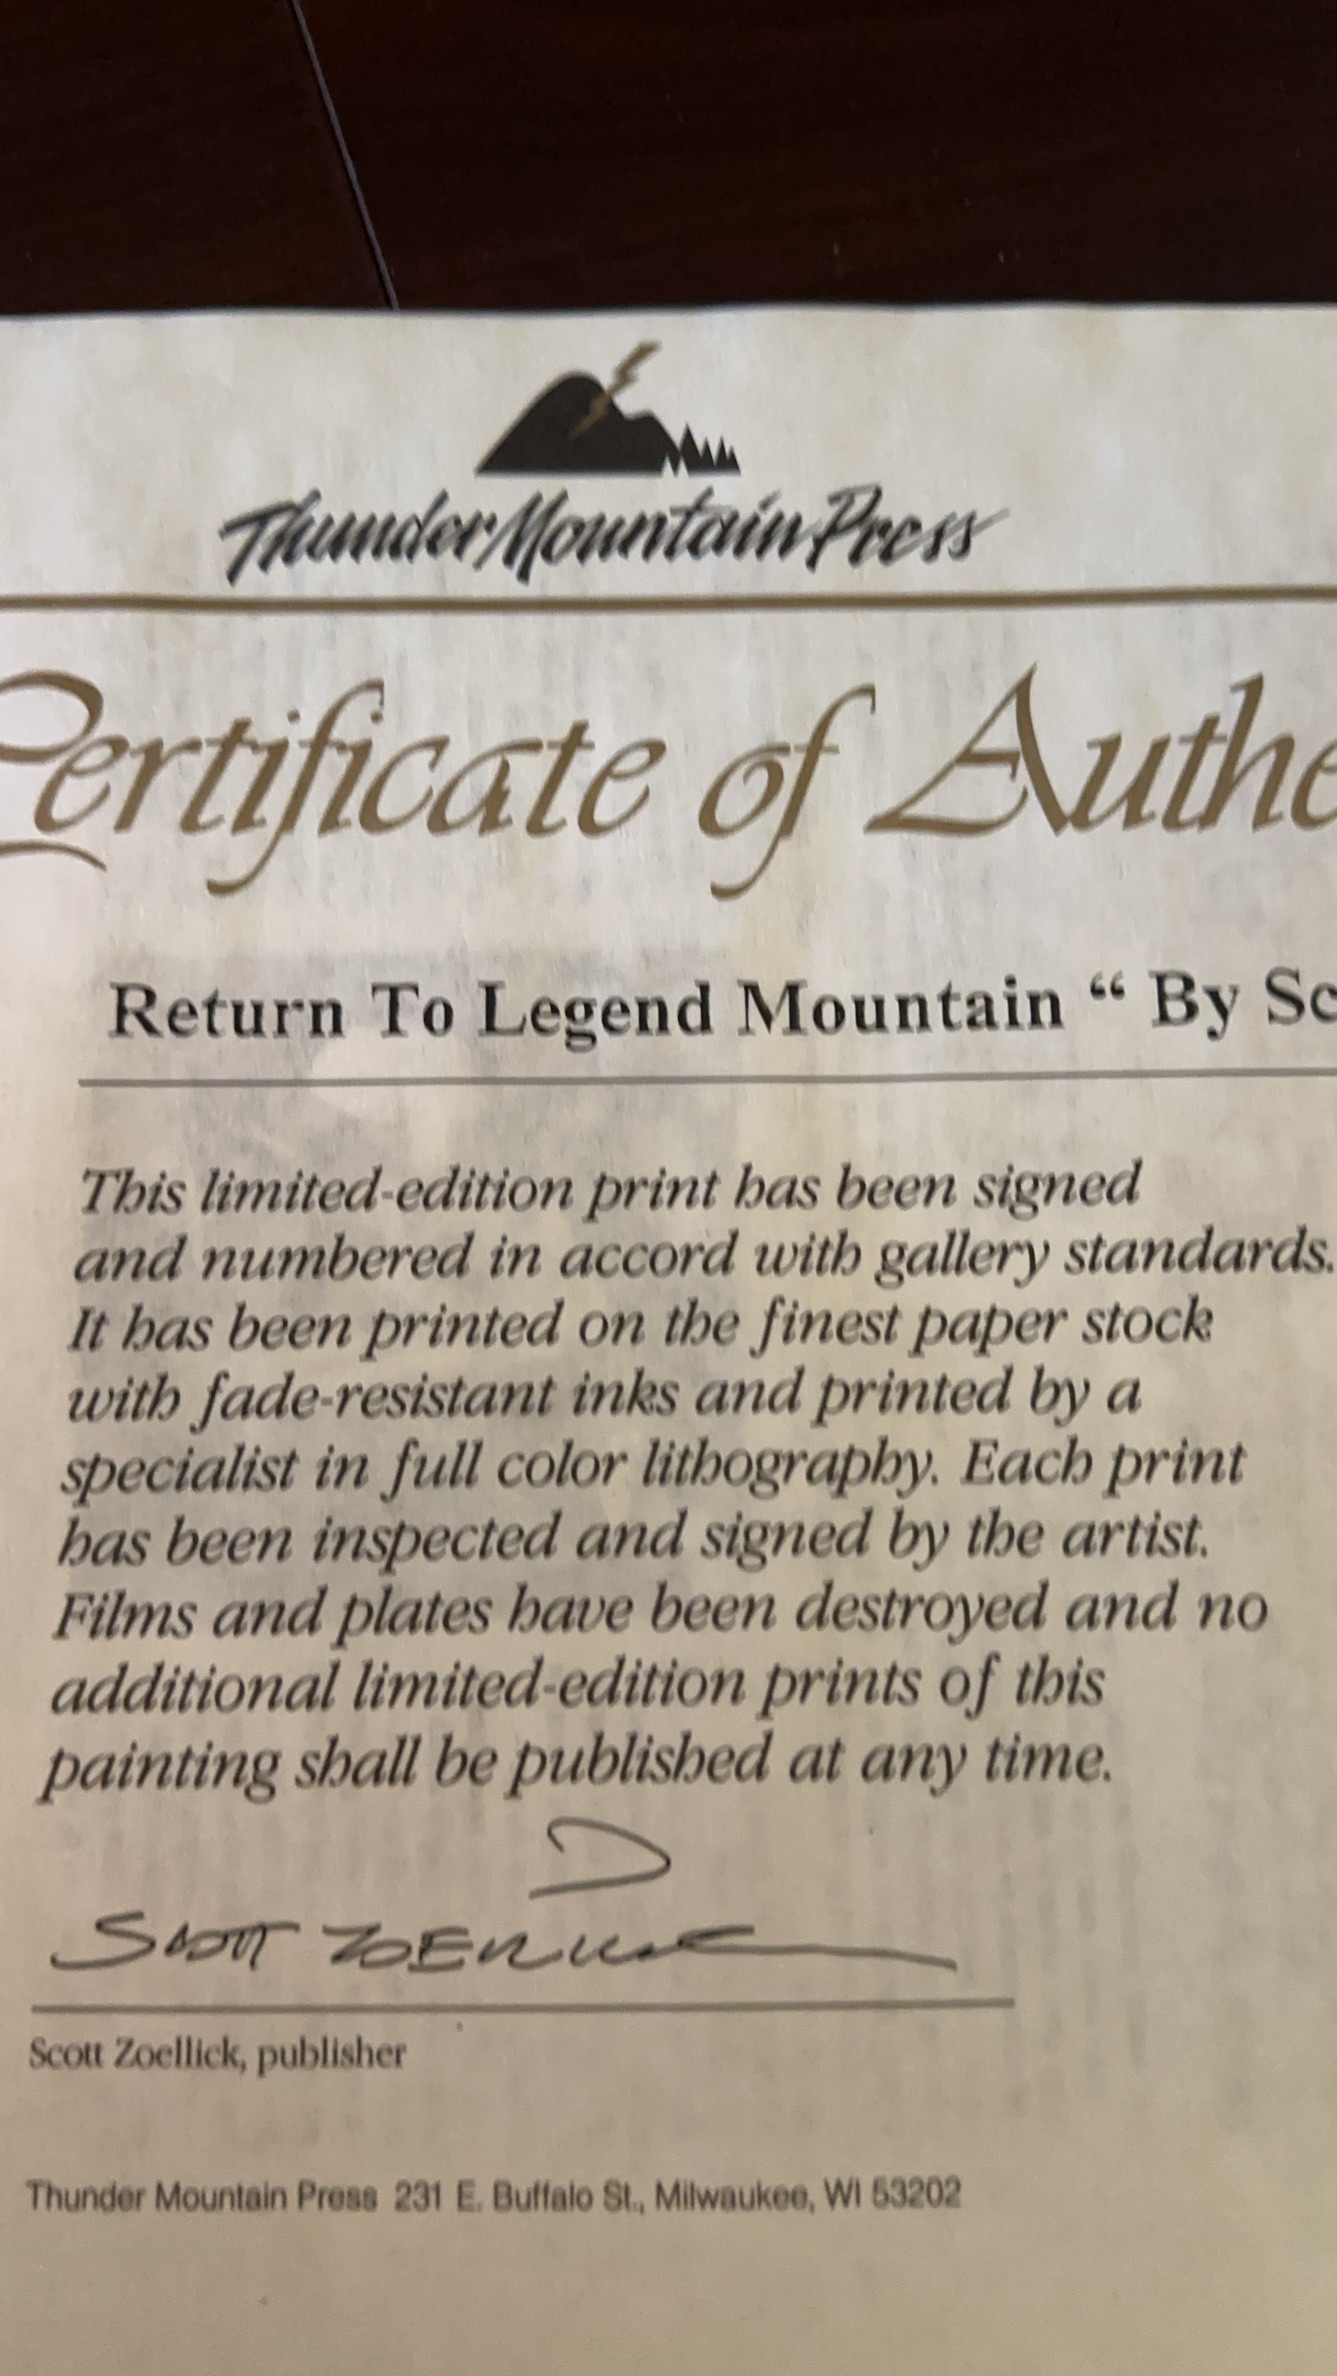 Thunder Mountain Press
Certificate of Authe
Return To Legend Mountain “ By Sc
This limited-edition print has been signed
and numbered in accord with gallery standards.
It has been printed on the finest paper stock
with fade-resistant inks and printed by a
specialist in full color lithography. Each print
has been inspected and signed by the artist.
Films and plates have been destroyed and no
additional limited-edition prints of this
painting shall be published at any time.
D
Scott Zoellick
Scott Zoellick, publisher
Thunder Mountain Press 231 E. Buffalo St., Milwaukee, WI 53202